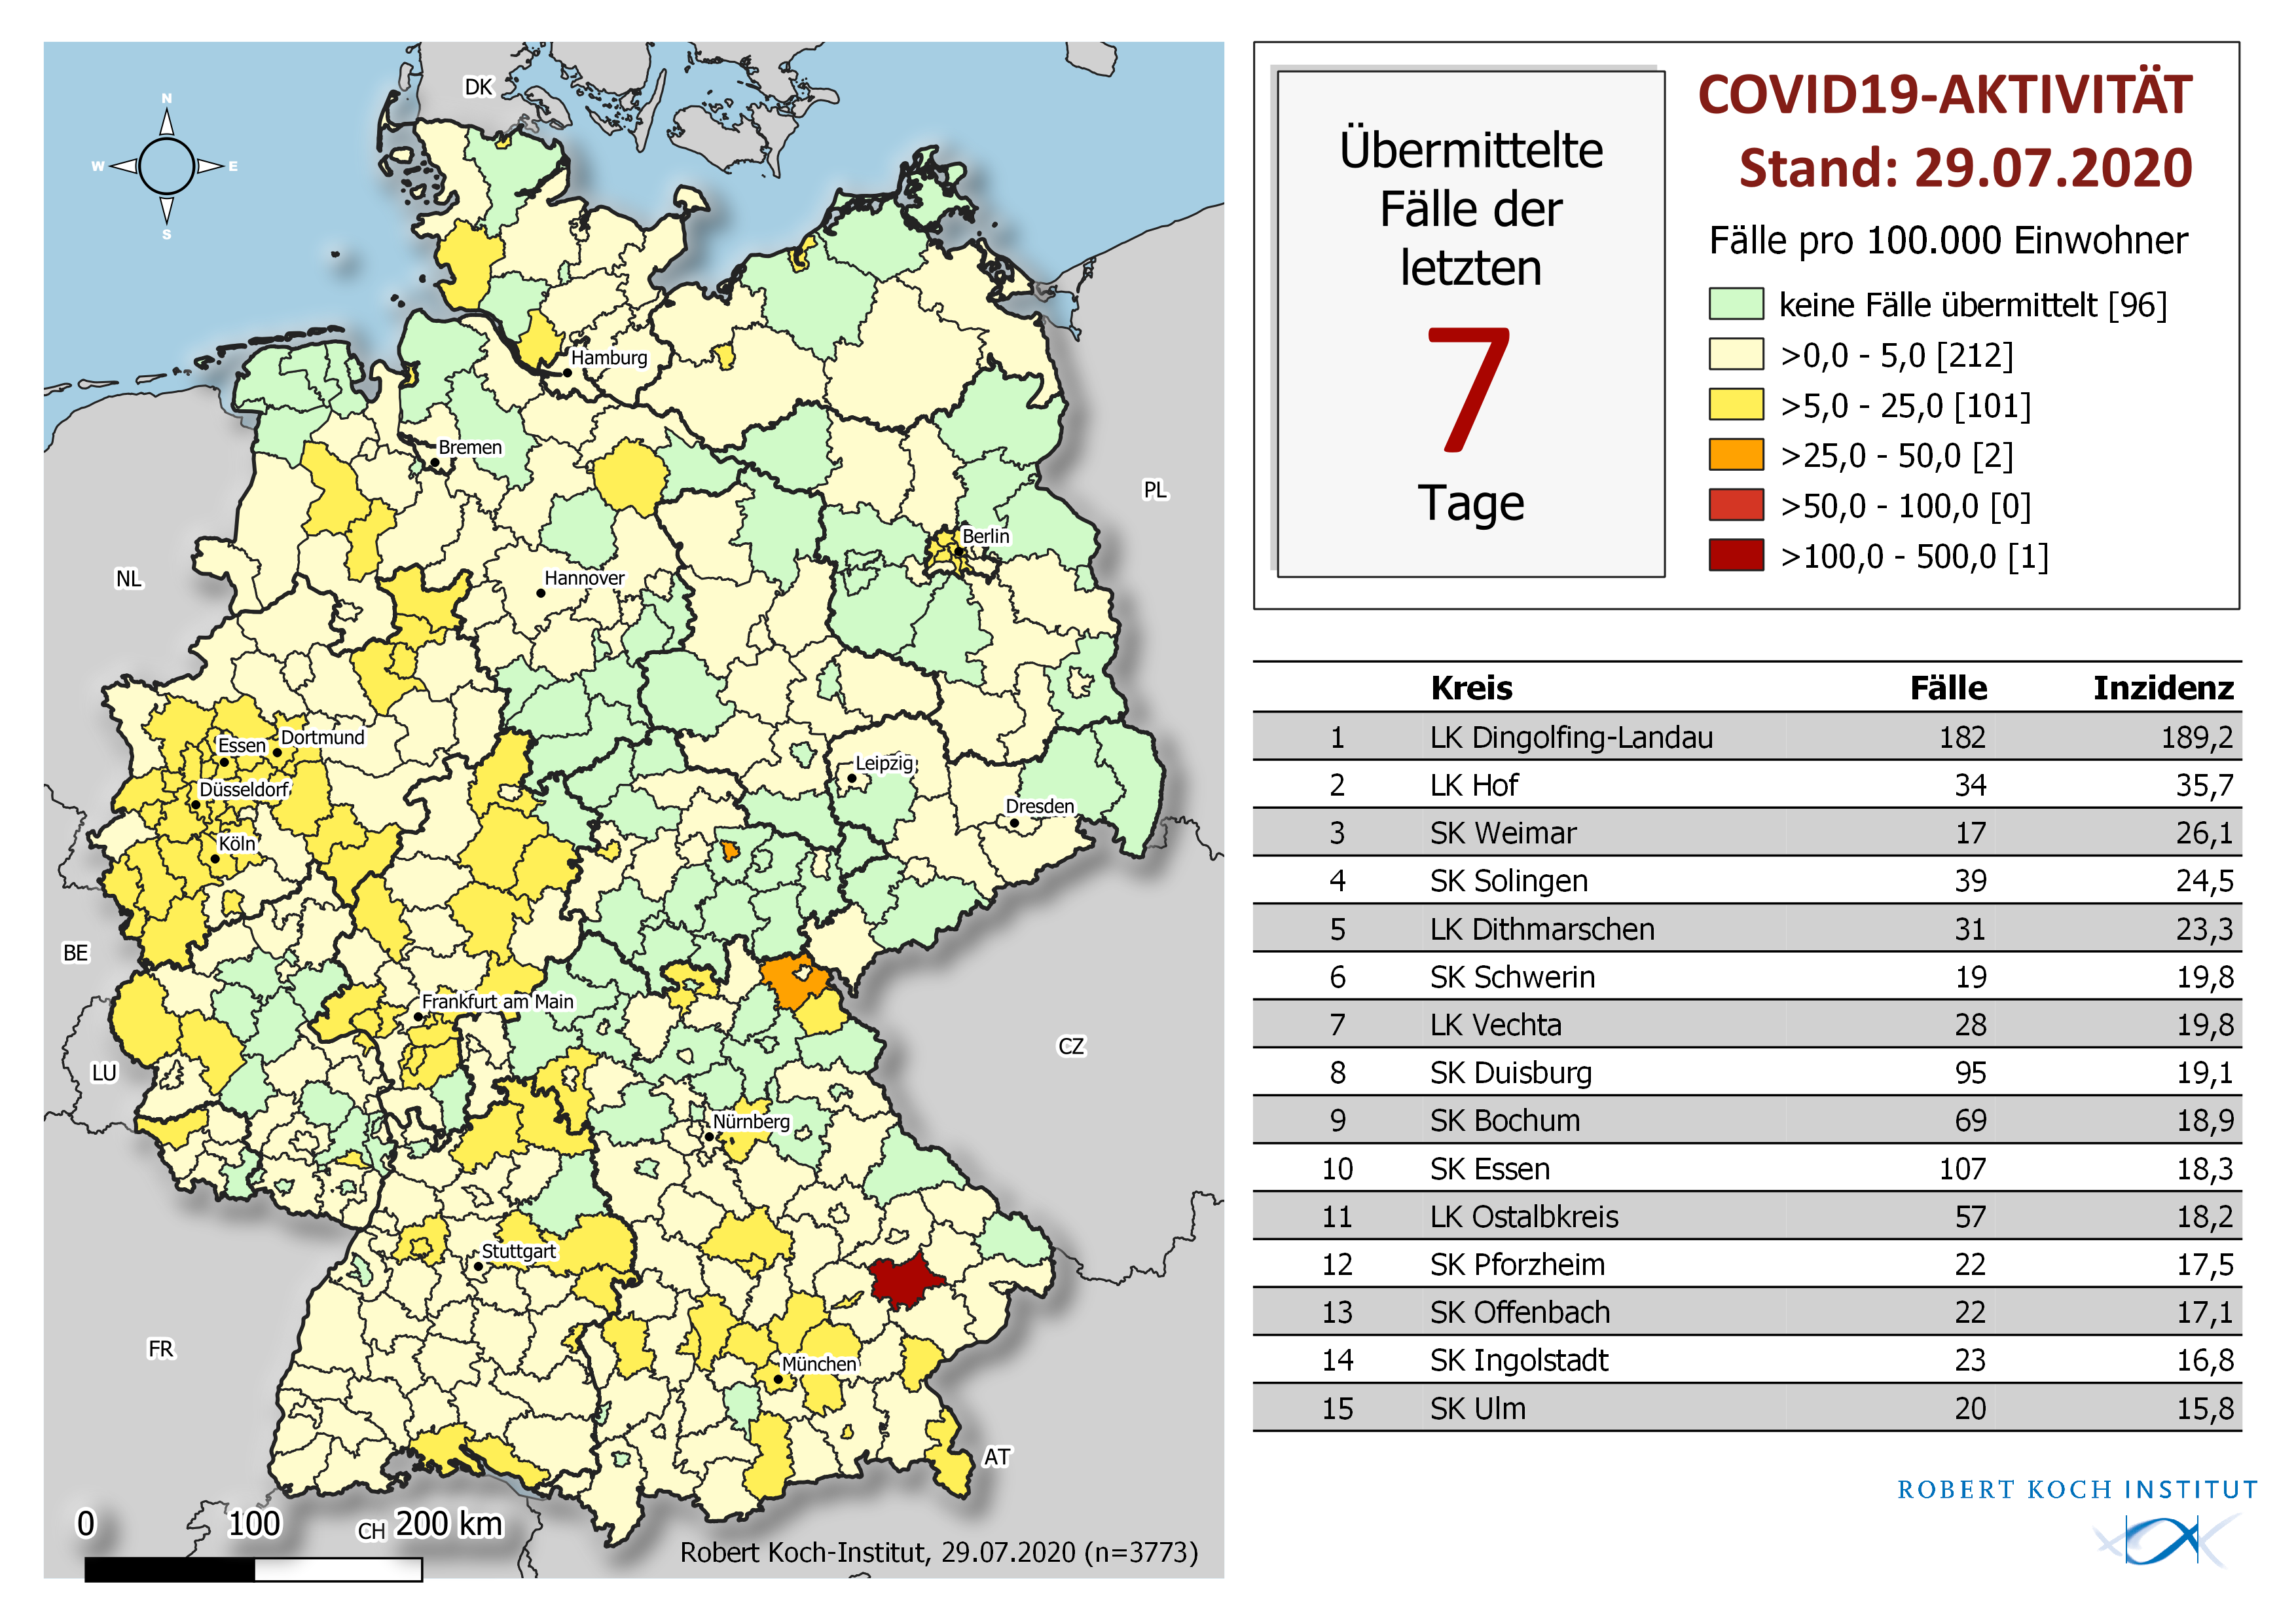 DK
N
W
E
S
Hamburg
Bremen
PL
Berlin
NL
Hannover
Essen
Dortmund
Leipzig
Düsseldorf
Dresden
Köln
BE
Frankfurt am Main
CZ
LU
Nürnberg
Stuttgart
FR
München
AT
0
100
CH
200 km
Robert Koch-Institut, 29.07.2020 (n=3773)
Übermittelte
Fälle der
letzten
7
Tage
COVID19-AKTIVITÄT
Stand: 29.07.2020
Fälle pro 100.000 Einwohner
keine Fälle übermittelt [96]
>0,0 - 5,0 [212]
>5,0 - 25,0 [101]
>25,0 - 50,0 [2]
>50,0 - 100,0 [0]
>100,0 - 500,0 [1]
Kreis Fälle Inzidenz
1 LK Dingolfing-Landau 182 189,2
2 LK Hof 34 35,7
3 SK Weimar 17 26,1
4 SK Solingen 39 24,5
5 LK Dithmarschen 31 23,3
6 SK Schwerin 19 19,8
7 LK Vechta 28 19,8
8 SK Duisburg 95 19,1
9 SK Bochum 69 18,9
10 SK Essen 107 18,3
11 LK Ostalbkreis 57 18,2
12 SK Pforzheim 22 17,5
13 SK Offenbach 22 17,1
14 SK Ingolstadt 23 16,8
15 SK Ulm 20 15,8
ROBERT KOCH INSTITUT